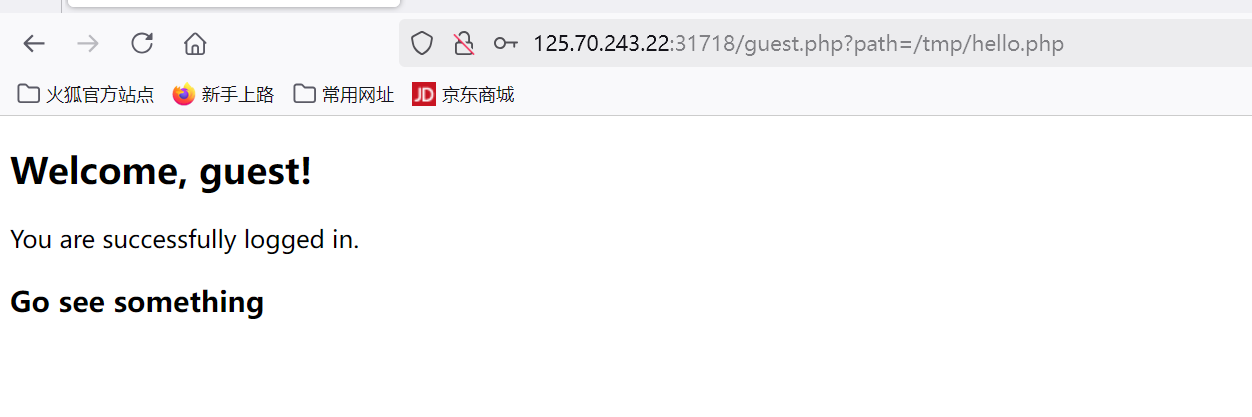 125.70.243.22:31718/guest.php?path=/tmp/hello.php
火狐官方站点 新手上路 常用网址 JD 京东商城
Welcome, guest!
You are successfully logged in.
Go see something